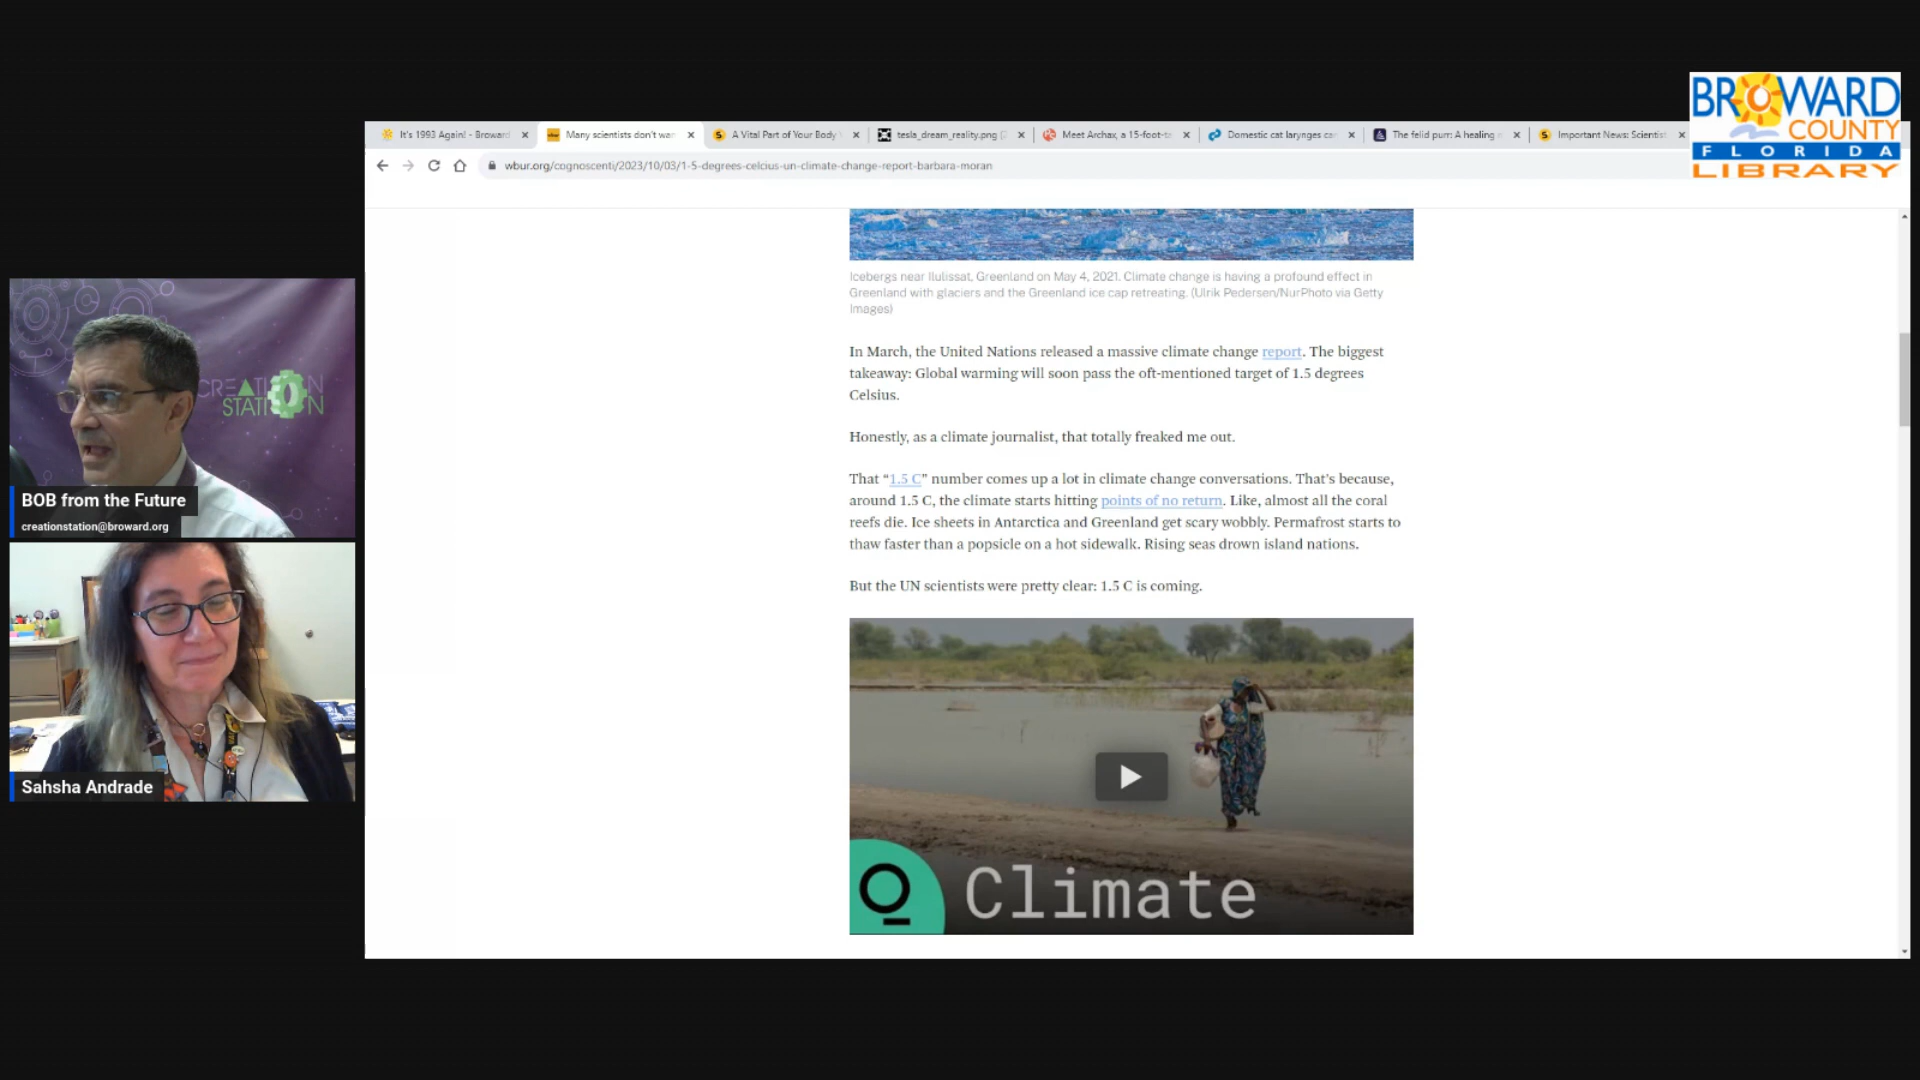 BROWARD
COUNTY
FLORIDA
LIBRARY
It's 1993 Again! - Broward
Many scientists don't wa
A Vital Part of Your Body
tesla_dream_reality.png
Meet Archax, a 15-foot-t
Domestic cat larynges ca
The felid purr: A healing
Important News: Scientist
wbur.org/cognoscenti/2023/10/03/1-5-degrees-celcius-un-climate-change-report-barbara-moran
Icebergs near Ilulissat, Greenland on May 4, 2021. Climate change is having a profound effect in
Greenland with glaciers and the Greenland ice cap retreating. (Ulrik Pedersen/NurPhoto via Getty
Images)
In March, the United Nations released a massive climate change report. The biggest
takeaway: Global warming will soon pass the oft-mentioned target of 1.5 degrees
Celsius.
Honestly, as a climate journalist, that totally freaked me out.
That “1.5 C” number comes up a lot in climate change conversations. That's because,
around 1.5 C, the climate starts hitting points of no return. Like, almost all the coral
reefs die. Ice sheets in Antarctica and Greenland get scary wobbly. Permafrost starts to
thaw faster than a popsicle on a hot sidewalk. Rising seas drown island nations.
But the UN scientists were pretty clear: 1.5 C is coming.
Climate
CREATION
STATION
BOB from the Future
creationstation@broward.org
Sahsha Andrade